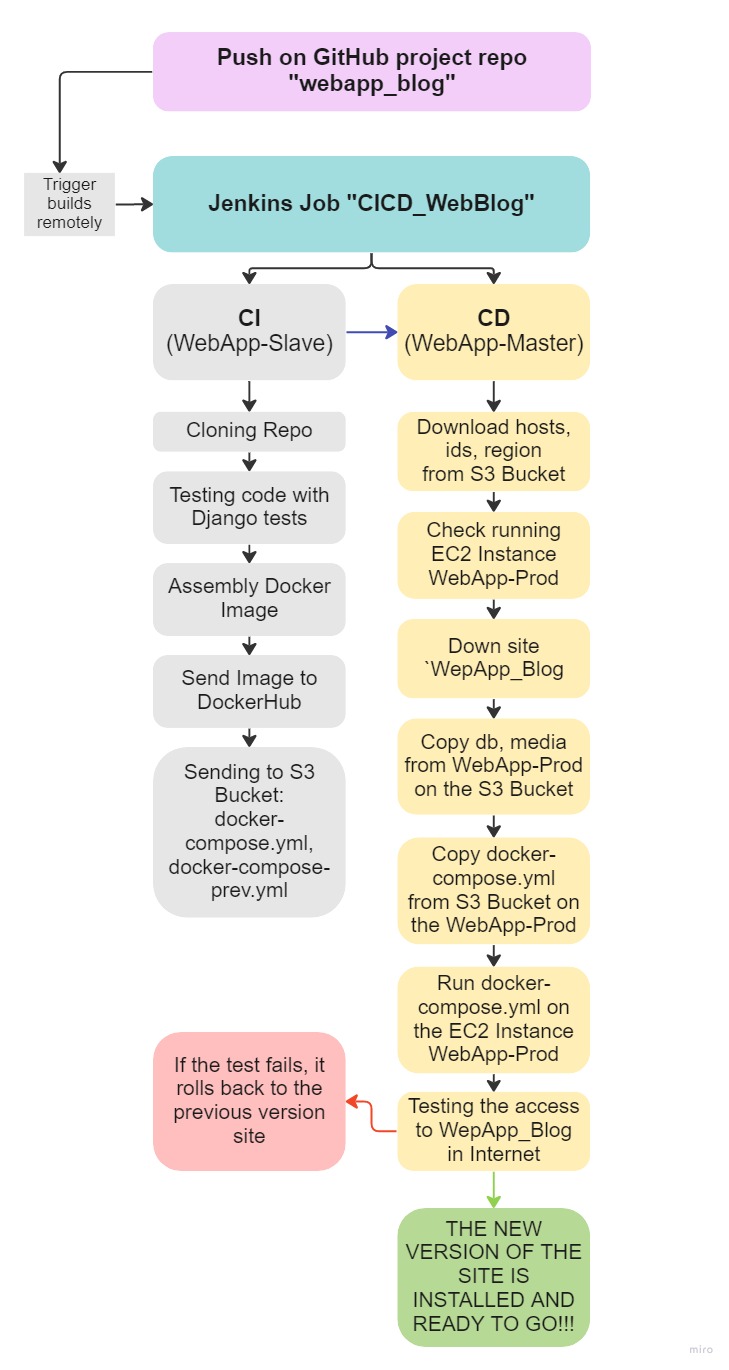 Push on GitHub project repo
"webapp_blog"
Trigger
builds
remotely
Jenkins Job "CICD_WebBlog"
CI
(WebApp-Slave)
CD
(WebApp-Master)
Cloning Repo
Testing code with
Django tests
Assembly Docker
Image
Send Image to
DockerHub
Sending to S3
Bucket:
docker-
compose.yml,
docker-compose-
prev.yml
Download hosts,
ids, region
from S3 Bucket
Check running
EC2 Instance
WebApp-Prod
Down site
`WepApp_Blog
Copy db, media
from WebApp-Prod
on the S3 Bucket
Copy docker-
compose.yml
from S3 Bucket on
the WebApp-Prod
Run docker-
compose.yml on
the EC2 Instance
WebApp-Prod
Testing the access
to WepApp_Blog
in Internet
If the test fails, it
rolls back to the
previous version
site
THE NEW
VERSION OF THE
SITE IS
INSTALLED AND
READY TO GO!!!
miro